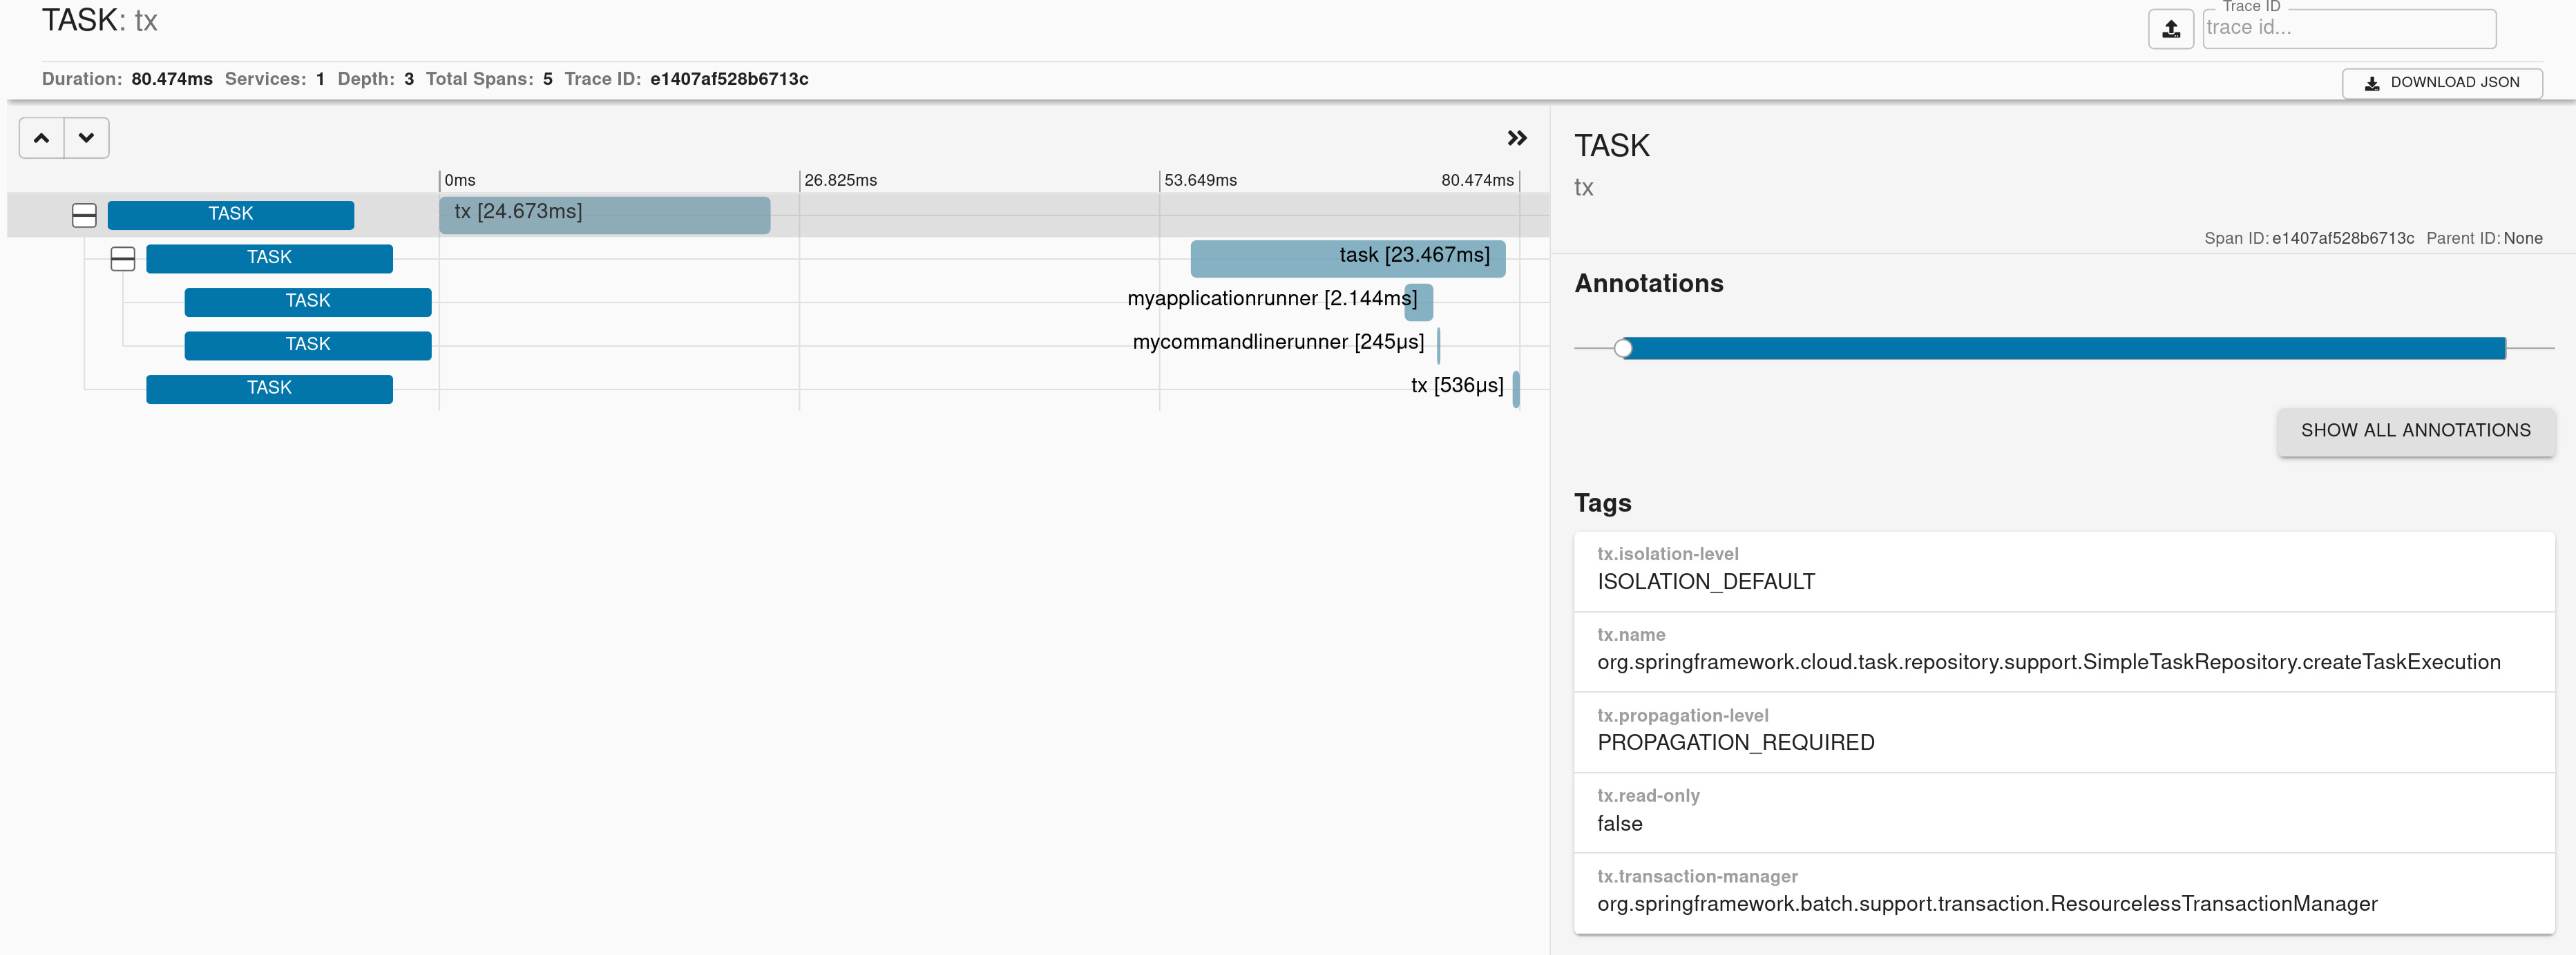 TASK: tx
Trace ID
trace id...
Duration: 80.474ms Services: 1 Depth: 3 Total Spans: 5 Trace ID: e1407af528b6713c
DOWNLOAD JSON
0ms 26.825ms 53.649ms 80.474ms
TASK tx [24.673ms]
TASK task [23.467ms]
TASK myapplicationrunner [2.144ms]
TASK mycommandlinerunner [245μs]
TASK tx [536μs]
TASK
tx
Span ID: e1407af528b6713c Parent ID: None
Annotations
SHOW ALL ANNOTATIONS
Tags
tx.isolation-level
ISOLATION_DEFAULT
tx.name
org.springframework.cloud.task.repository.support.SimpleTaskRepository.createTaskExecution
tx.propagation-level
PROPAGATION_REQUIRED
tx.read-only
false
tx.transaction-manager
org.springframework.batch.support.transaction.ResourcelessTransactionManager